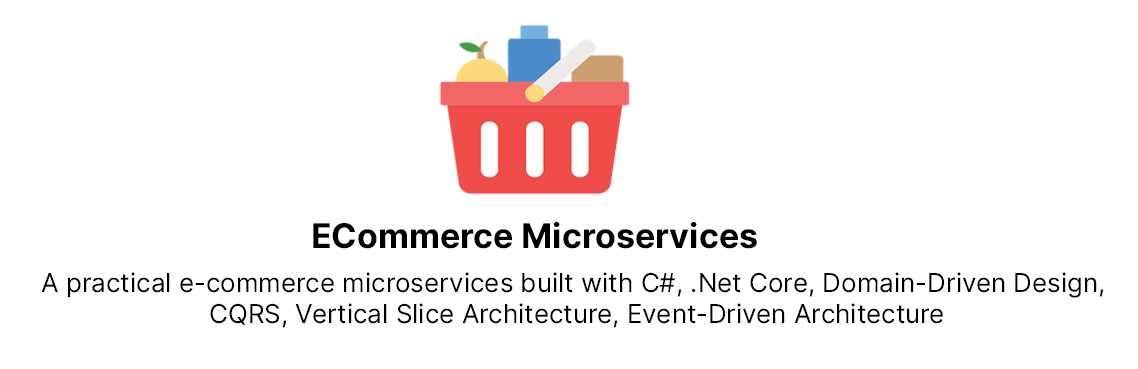 ECommerce Microservices
A practical e-commerce microservices built with C#, .Net Core, Domain-Driven Design,
CQRS, Vertical Slice Architecture, Event-Driven Architecture